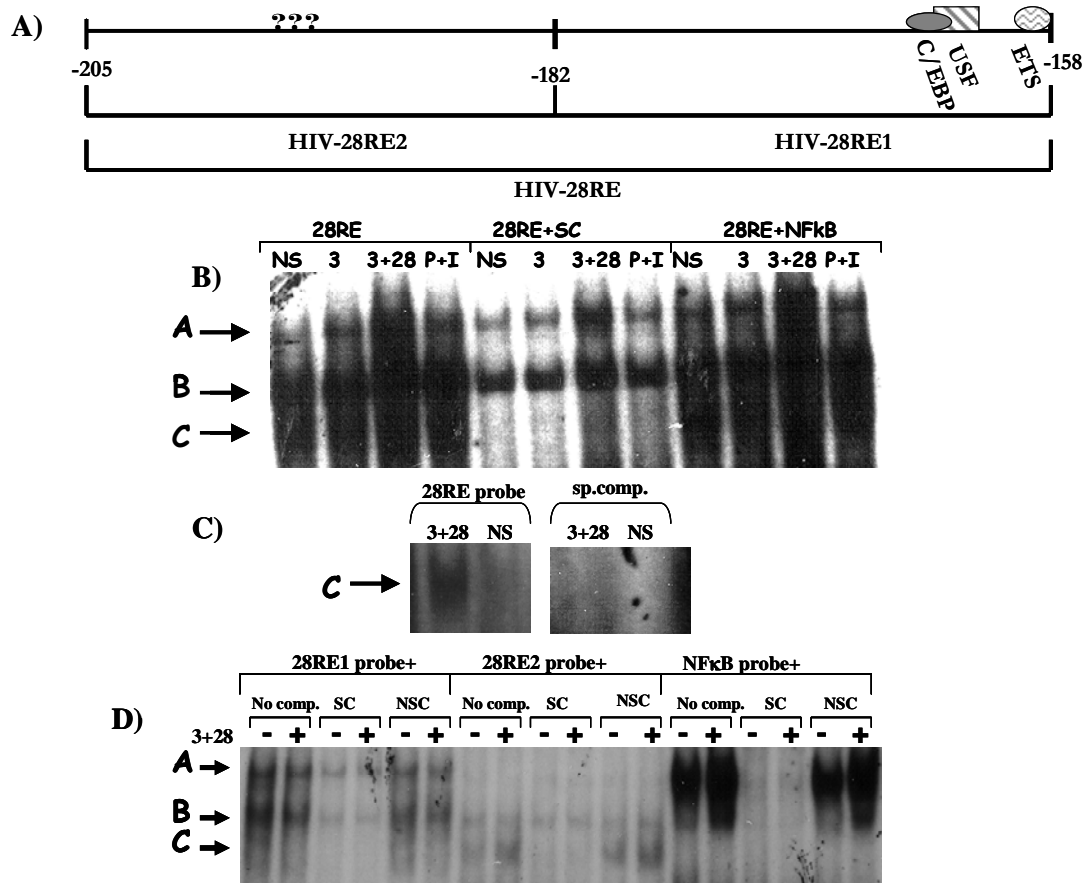 A)
???
-205
-182
C/EBP
USF
ETS
-158
HIV-28RE2
HIV-28RE1
HIV-28RE
28RE
28RE+SC
28RE+NFkB
B)
NS 3 3+28 P+I NS 3 3+28 P+I NS 3 3+28 P+I
A
B
C
28RE probe
sp.comp.
C)
3+28 NS 3+28 NS
C
28RE1 probe+
28RE2 probe+
NFκB probe+
No comp. SC NSC No comp. SC NSC No comp. SC NSC
D)
3+28 - + - + - + - + - + - + - + - + - +
A
B
C